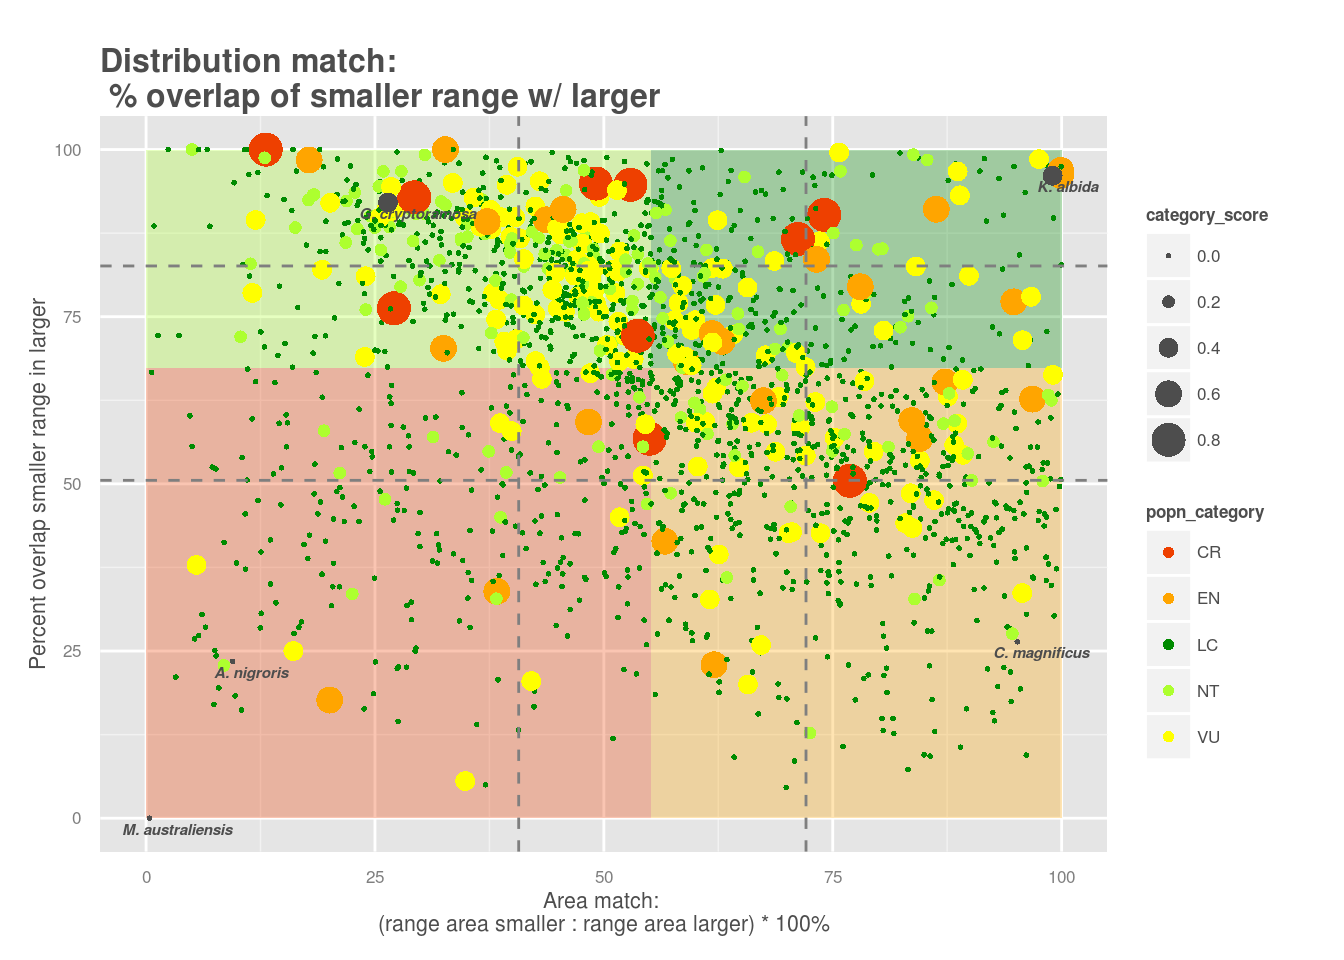 Distribution match:
% overlap of smaller range w/ larger
Percent overlap smaller range in larger
100
75
50
25
0
K. albida
G. cryptoramosa
C. magnificus
A. nigroris
M. australiensis
0
25
50
75
100
Area match:
(range area smaller : range area larger) * 100%
category_score
0.0
0.2
0.4
0.6
0.8
popn_category
CR
EN
LC
NT
VU